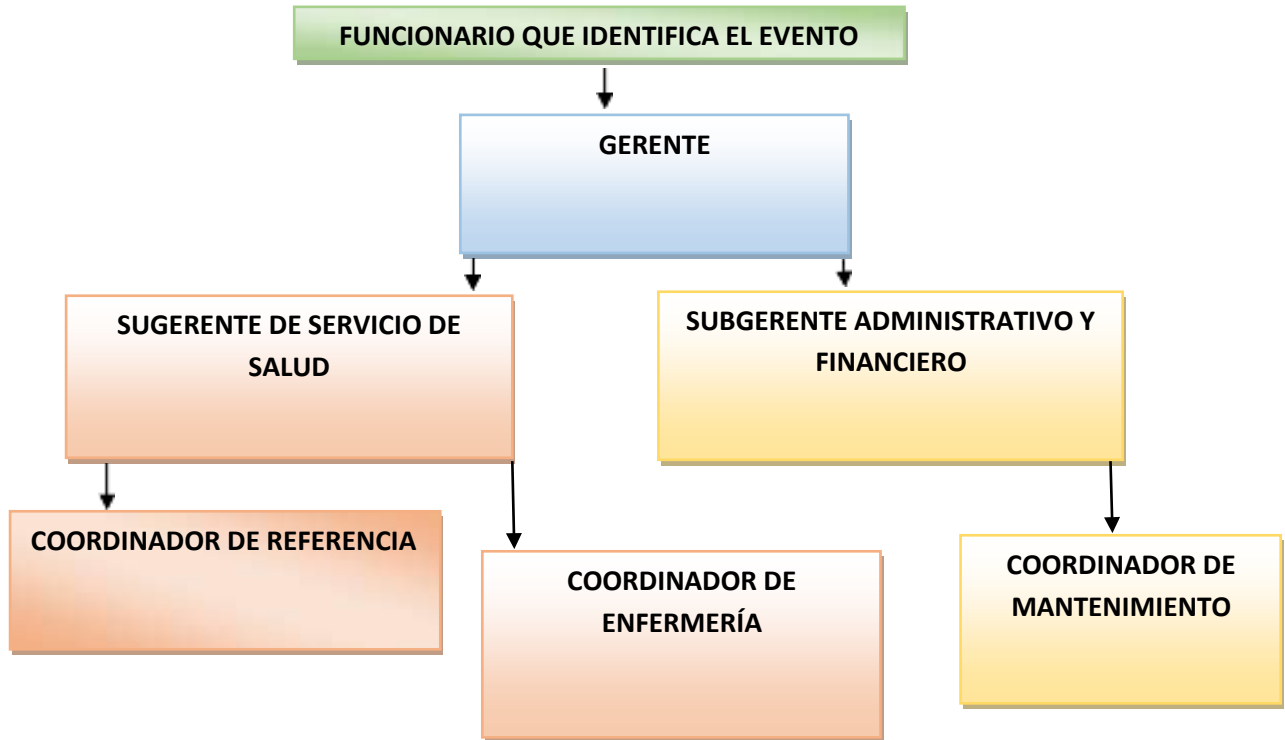 FUNCIONARIO QUE IDENTIFICA EL EVENTO
GERENTE
SUGERENTE DE SERVICIO DE
SALUD
SUBGERENTE ADMINISTRATIVO Y
FINANCIERO
COORDINADOR DE REFERENCIA
COORDINADOR DE
ENFERMERÍA
COORDINADOR DE
MANTENIMIENTO